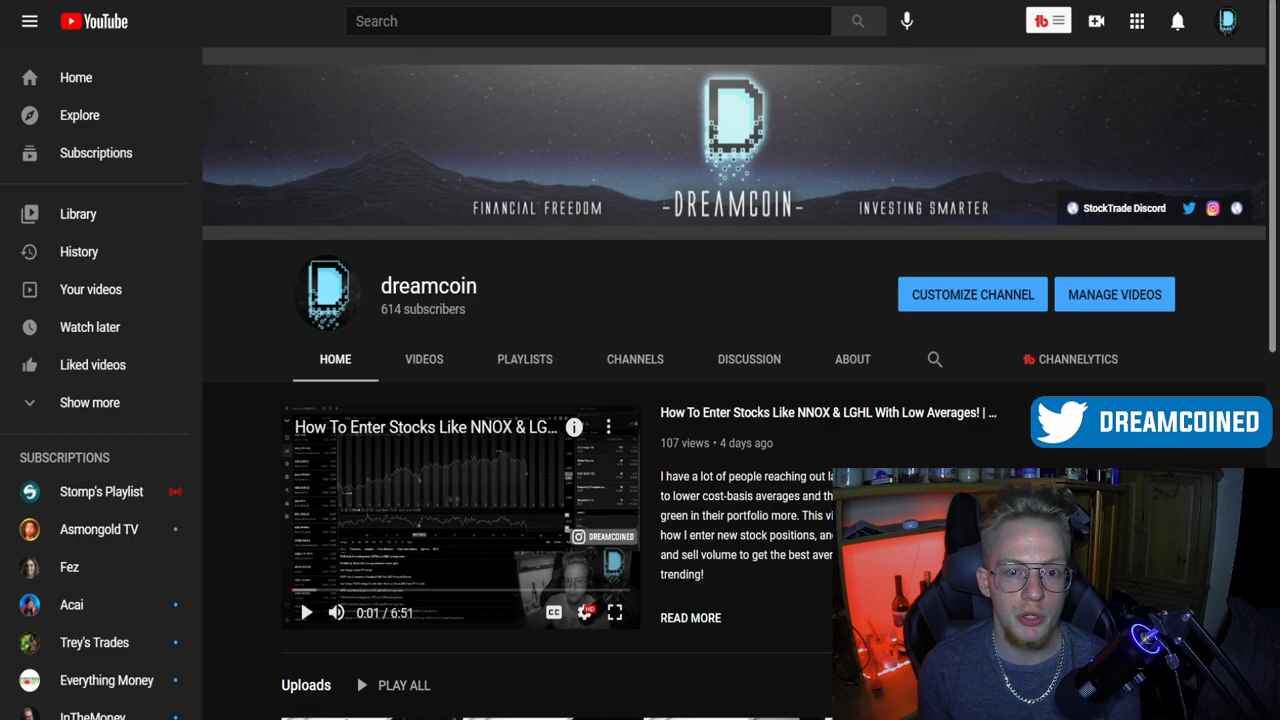 YouTube
Search
Home
Explore
Subscriptions
Library
History
Your videos
Watch later
Liked videos
Show more
SUBSCRIPTIONS
Stomp's Playlist
Asmongold TV
Fez
Acai
Trey's Trades
Everything Money
InTheMoney
FINANCIAL FREEDOM
-DREAMCOIN-
INVESTING SMARTER
StockTrade Discord
dreamcoin
614 subscribers
CUSTOMIZE CHANNEL
MANAGE VIDEOS
HOME
VIDEOS
PLAYLISTS
CHANNELS
DISCUSSION
ABOUT
CHANNELYTICS
How To Enter Stocks Like NNOX & LG...
DREAMCOINED
CC
HD
0:01 / 6:51
How To Enter Stocks Like NNOX & LGHL With Low Averages! | ...
107 views • 4 days ago
I have a lot of people reaching out l
to lower cost-basis averages and th
green in their portfolio more. This vi
how I enter new stock positions, an
and sell volume to get the best aver
trending!
READ MORE
DREAMCOINED
Uploads
PLAY ALL